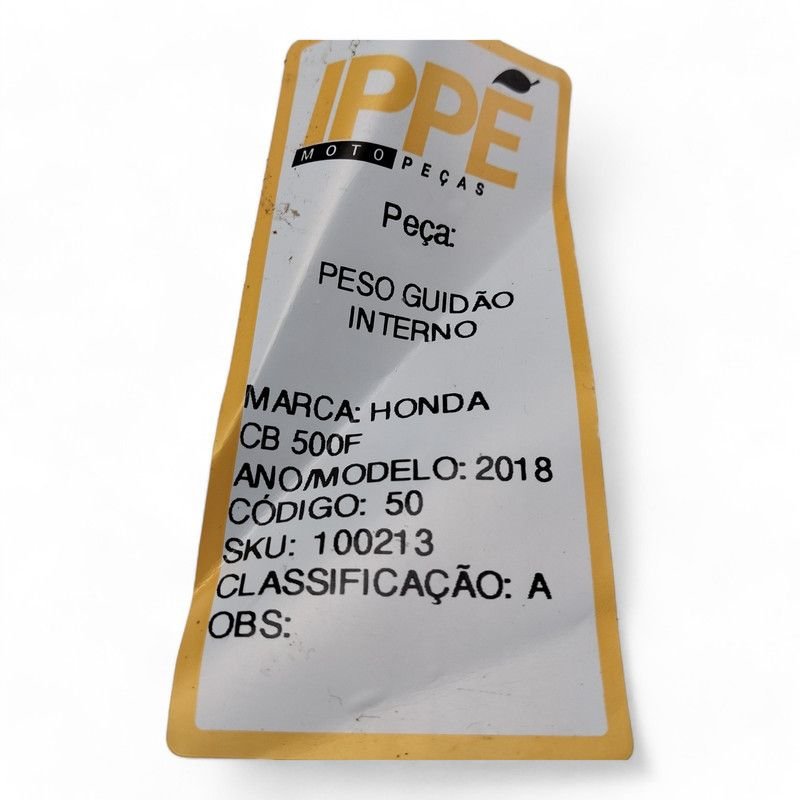 IPPÊ
MOTO PEÇAS
Peça:
PESO GUIDÃO
INTERNO
MARCA: HONDA
CB 500F
ANO/MODELO: 2018
CÓDIGO: 50
SKU: 100213
CLASSIFICAÇÃO: A
OBS: